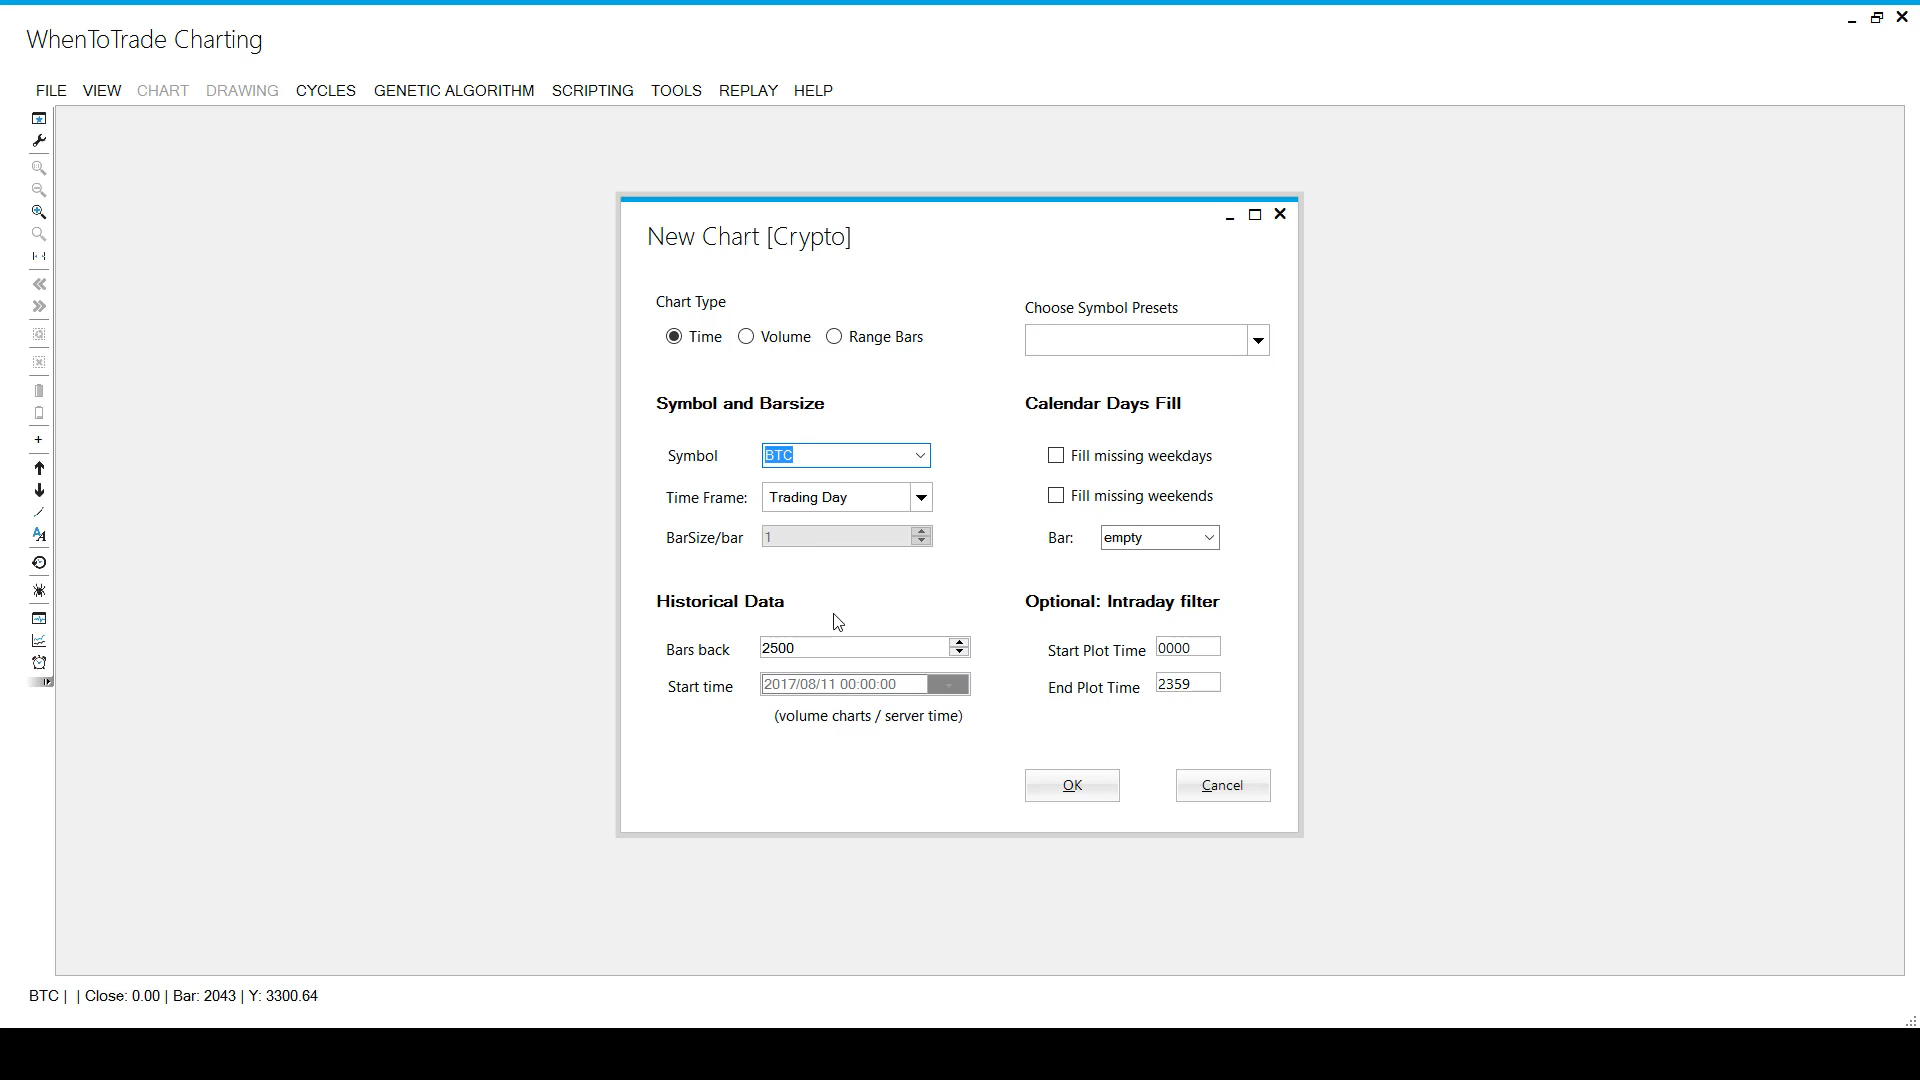 WhenToTrade Charting
FILE VIEW CHART DRAWING CYCLES GENETIC ALGORITHM SCRIPTING TOOLS REPLAY HELP
New Chart [Crypto]
Chart Type
Time Volume Range Bars
Choose Symbol Presets
Symbol and Barsize
Symbol BTC
Time Frame: Trading Day
BarSize/bar 1
Calendar Days Fill
Fill missing weekdays
Fill missing weekends
Bar: empty
Historical Data
Bars back 2500
Start time 2017/08/11 00:00:00
(volume charts / server time)
Optional: Intraday filter
Start Plot Time 0000
End Plot Time 2359
OK Cancel
BTC | | Close: 0.00 | Bar: 2043 | Y: 3300.64